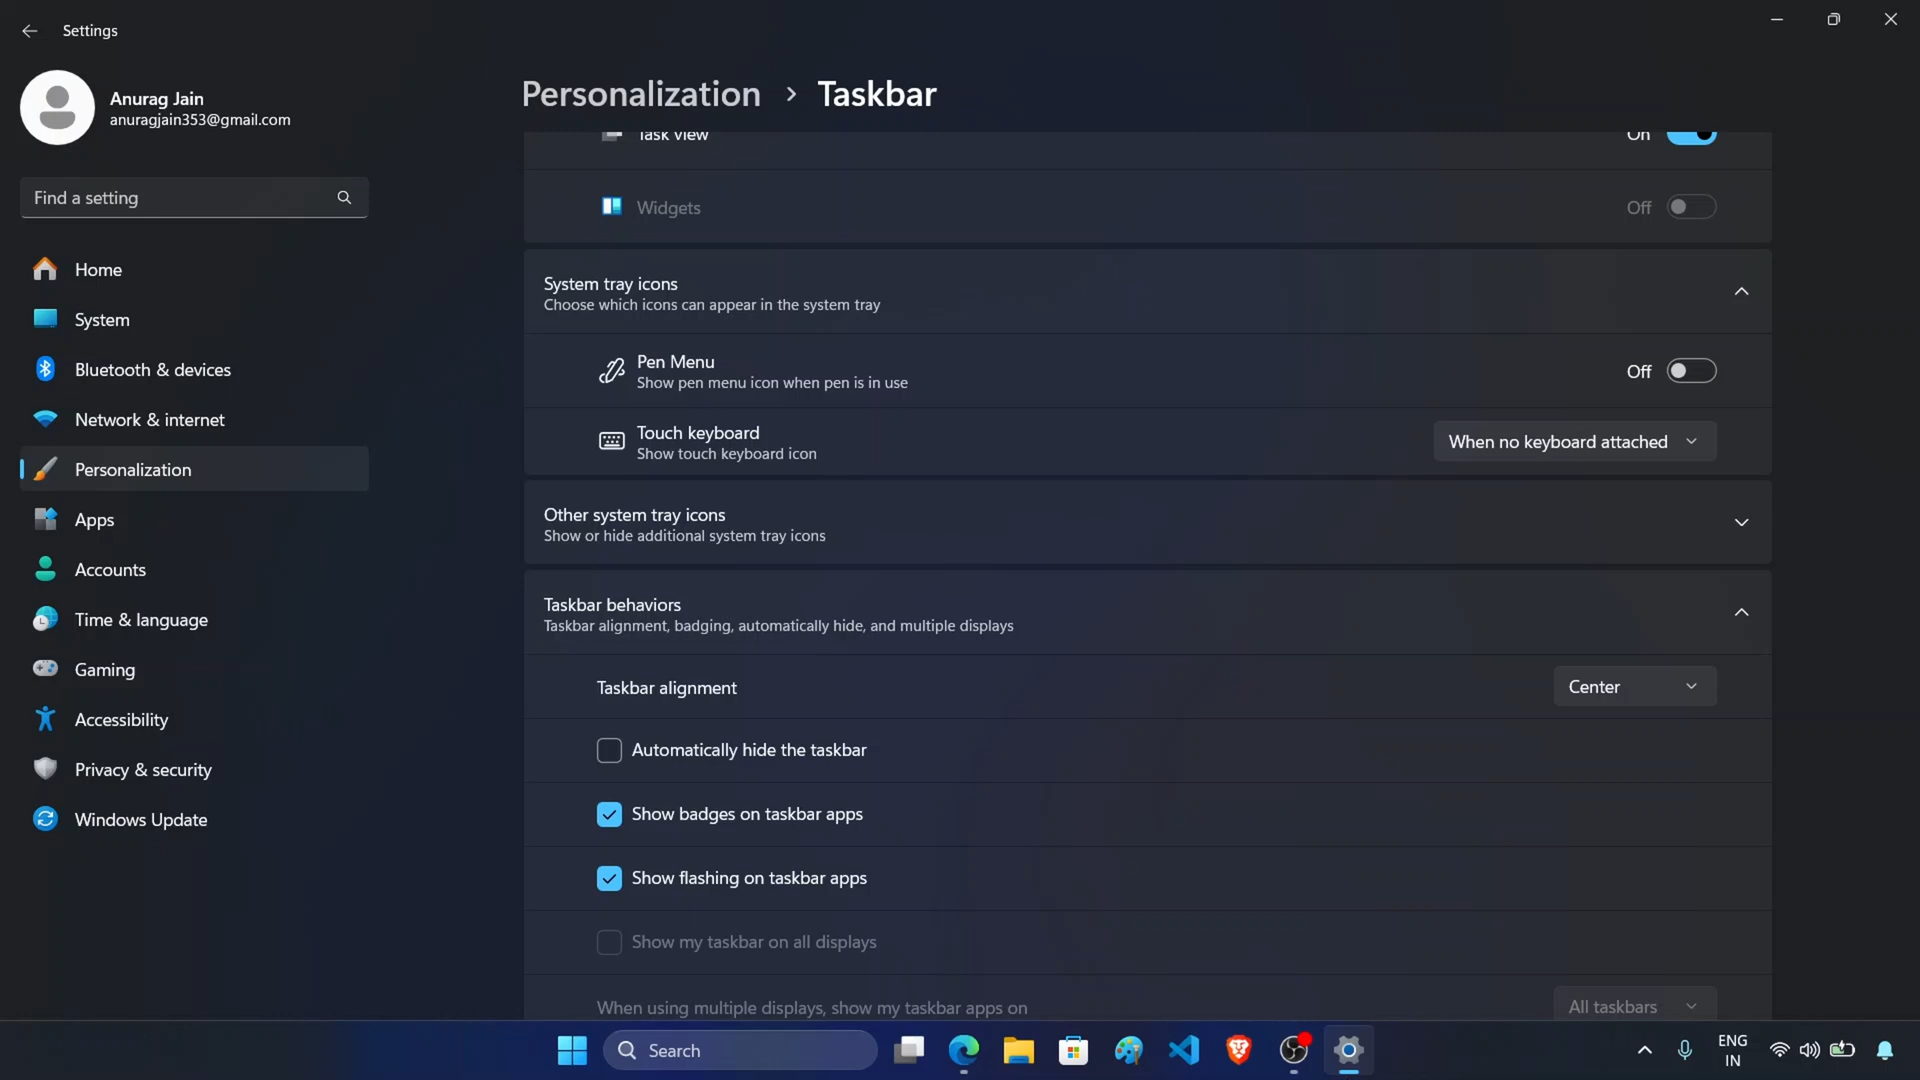 Settings
Anurag Jain
anuragjain353@gmail.com
Find a setting
Home
System
Bluetooth & devices
Network & internet
Personalization
Apps
Accounts
Time & language
Gaming
Accessibility
Privacy & security
Windows Update
Personalization > Taskbar
Task view On
Widgets Off
System tray icons
Choose which icons can appear in the system tray
Pen Menu
Show pen menu icon when pen is in use
Off
Touch keyboard
Show touch keyboard icon
When no keyboard attached
Other system tray icons
Show or hide additional system tray icons
Taskbar behaviors
Taskbar alignment, badging, automatically hide, and multiple displays
Taskbar alignment Center
Automatically hide the taskbar
Show badges on taskbar apps
Show flashing on taskbar apps
Show my taskbar on all displays
When using multiple displays, show my taskbar apps on All taskbars
Search
ENG
IN